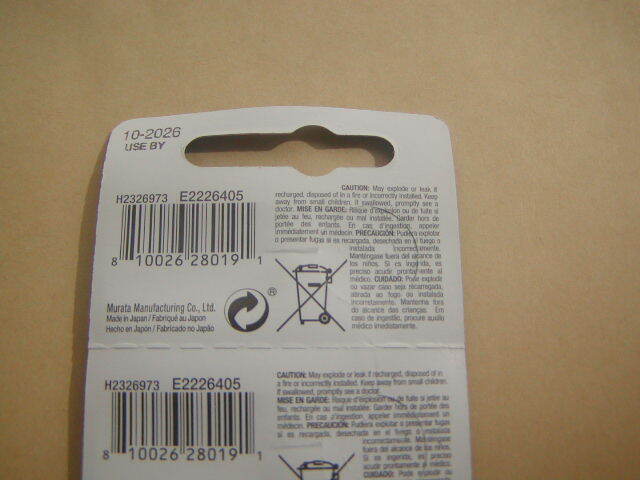 10-2026
USE BY
H2326973 E2226405
8 10026 28019 1
Murata Manufacturing Co., Ltd.
Made in Japan / Fabriqué au Japon
Hecho en Japón / Fabricado no Japão
®
CAUTION: May explode or leak if
recharged, disposed of in a fire or incorrectly installed. Keep
away from small children. If swallowed, promptly see a
doctor. MISE EN GARDE: Risque d'explosion ou de fuite si
jetée au feu, rechargée ou mal installée. Garder hors de
portée des enfants. En cas d'ingestion, appeler
immédiatement un médecin. PRECAUCIÓN: Pudiera explotar
o presentar fugas si es recargada, desechada en el fuego o
instalada incorrectamente.
Manténgase fuera del alcance de
los niños. Si es ingerida, es
preciso acudir prontamente al
médico. CUIDADO: Pode explodir
ou vazar caso seja recarregada,
atirada ao fogo ou instalada
incorretamente. Mantenha fora
do alcance das crianças. Em
caso de ingestão, procure auxílio
médico imediatamente.
H2326973 E2226405
8 10026 28019 1
CAUTION: May explode or leak if recharged, disposed of in
a fire or incorrectly installed. Keep away from small children.
If swallowed, promptly see a doctor.
MISE EN GARDE: Risque d'explosion ou de fuite si jetée au
feu, rechargée ou mal installée. Garder hors de portée des
enfants. En cas d'ingestion, appeler immédiatement un
médecin. PRECAUCIÓN: Pudiera explotar o presentar fugas
si es recargada, desechada en el fuego o instalada
incorrectamente. Manténgase
fuera del alcance de los niños.
Si es ingerida, es preciso
acudir prontamente al médico.
CUIDADO: Pode explodir ou